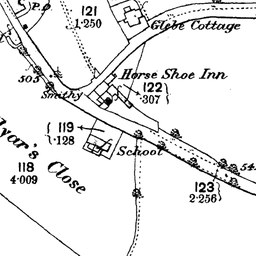 P.O.
121
1.250
Glebe Cottage
Horse Shoe Inn
505
Smithy
122
.307
119
.128
School
118
4.009
Close
123
2.256